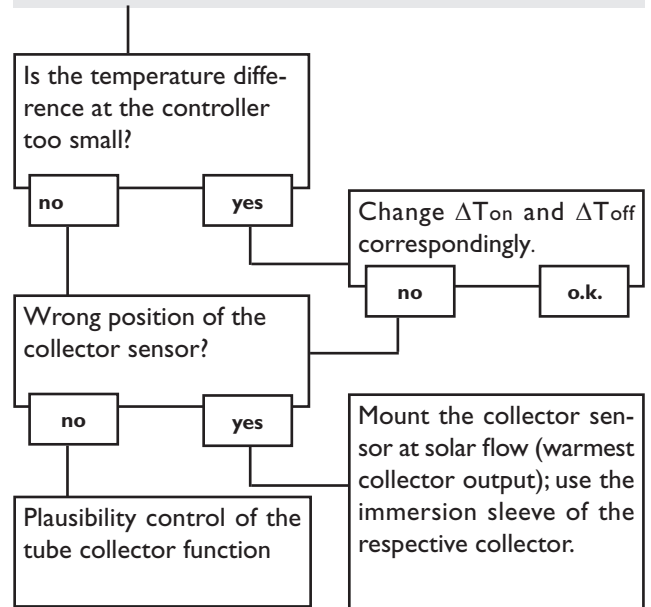 Is the temperature diffe-
rence at the controller
too small?
no
yes
Change ΔTon and ΔToff
correspondingly.
no
o.k.
Wrong position of the
collector sensor?
no
yes
Mount the collector sen-
sor at solar flow (warmest
collector output); use the
immersion sleeve of the
respective collector.
Plausibility control of the
tube collector function